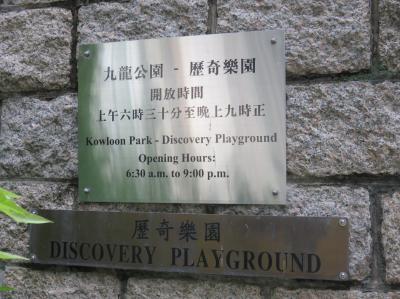 九龍公園 - 歷奇樂園
開放時間
上午六時三十分至晚上九時正
Kowloon Park - Discovery Playground
Opening Hours:
6:30 a.m. to 9:00 p.m.
歷奇樂園
DISCOVERY PLAYGROUND